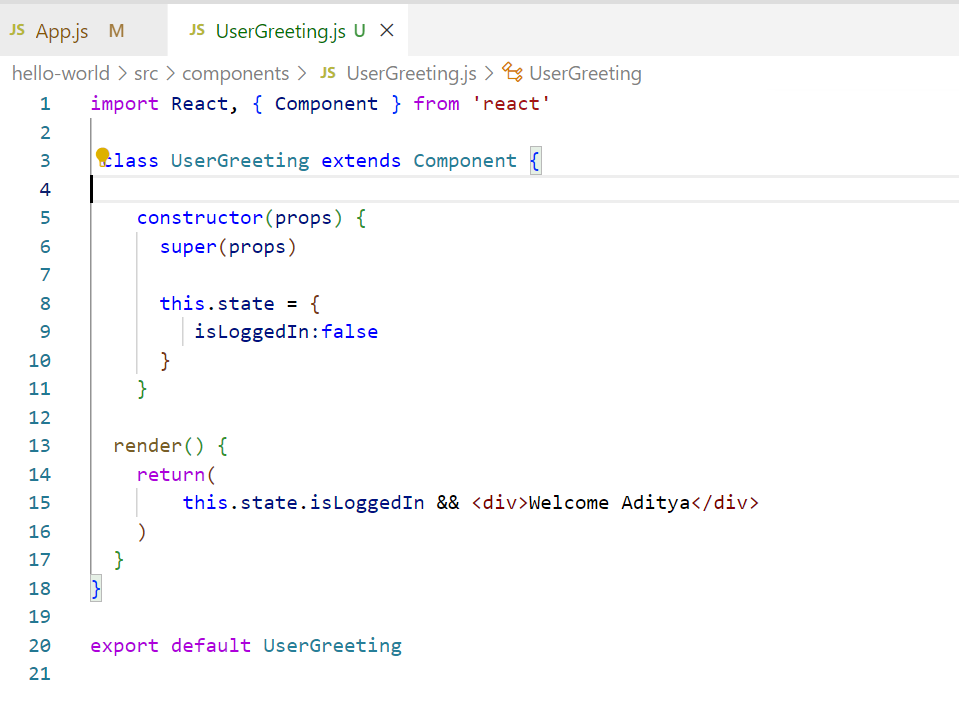 JS App.js M JS UserGreeting.js U
hello-world > src > components > JS UserGreeting.js > UserGreeting
1 import React, { Component } from 'react'
2
3 class UserGreeting extends Component {
4
5 constructor(props) {
6 super(props)
7
8 this.state = {
9 isLoggedIn:false
10 }
11 }
12
13 render() {
14 return(
15 this.state.isLoggedIn && <div>Welcome Aditya</div>
16 )
17 }
18 }
19
20 export default UserGreeting
21